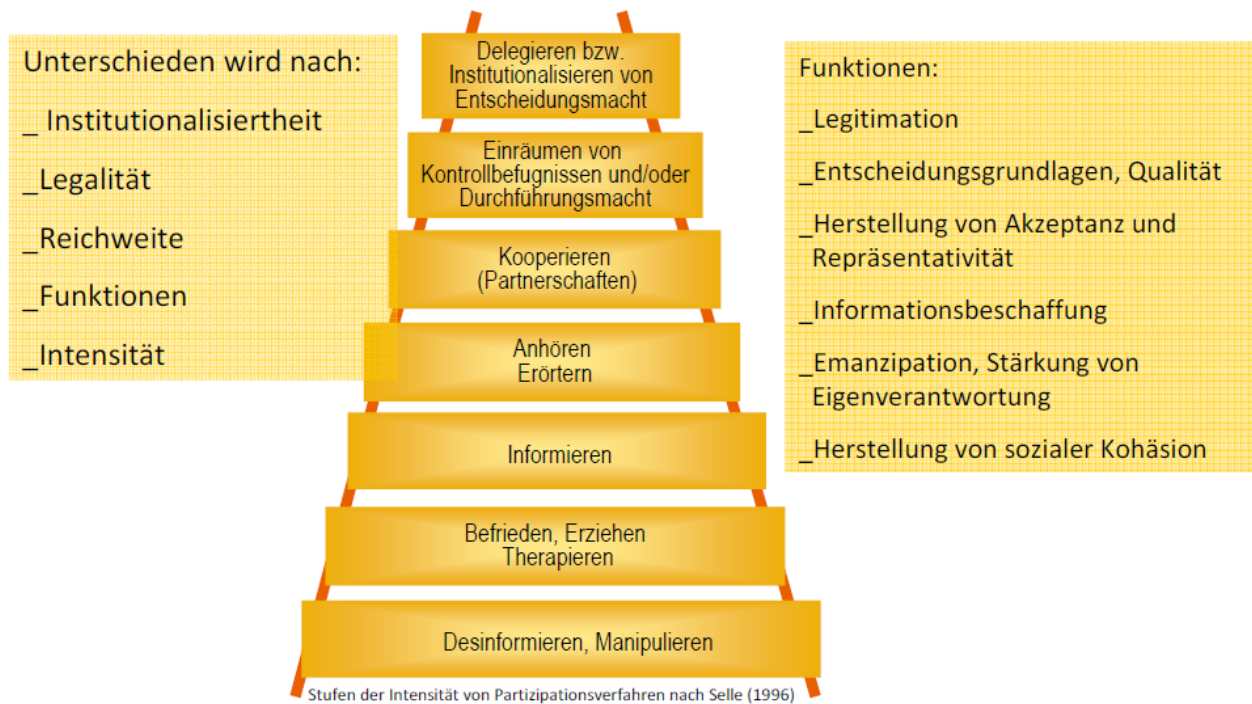 Unterschieden wird nach:
_ Institutionalisiertheit
_Legalität
_Reichweite
_Funktionen
_Intensität
Delegieren bzw.
Institutionalisieren von
Entscheidungsmacht
Einräumen von
Kontrollbefugnissen und/oder
Durchführungsmacht
Kooperieren
(Partnerschaften)
Anhören
Erörtern
Informieren
Befrieden, Erziehen
Therapieren
Desinformieren, Manipulieren
Stufen der Intensität von Partizipationsverfahren nach Selle (1996)
Funktionen:
_Legitimation
_Entscheidungsgrundlagen, Qualität
_Herstellung von Akzeptanz und
Repräsentativität
_Informationsbeschaffung
_Emanzipation, Stärkung von
Eigenverantwortung
_Herstellung von sozialer Kohäsion